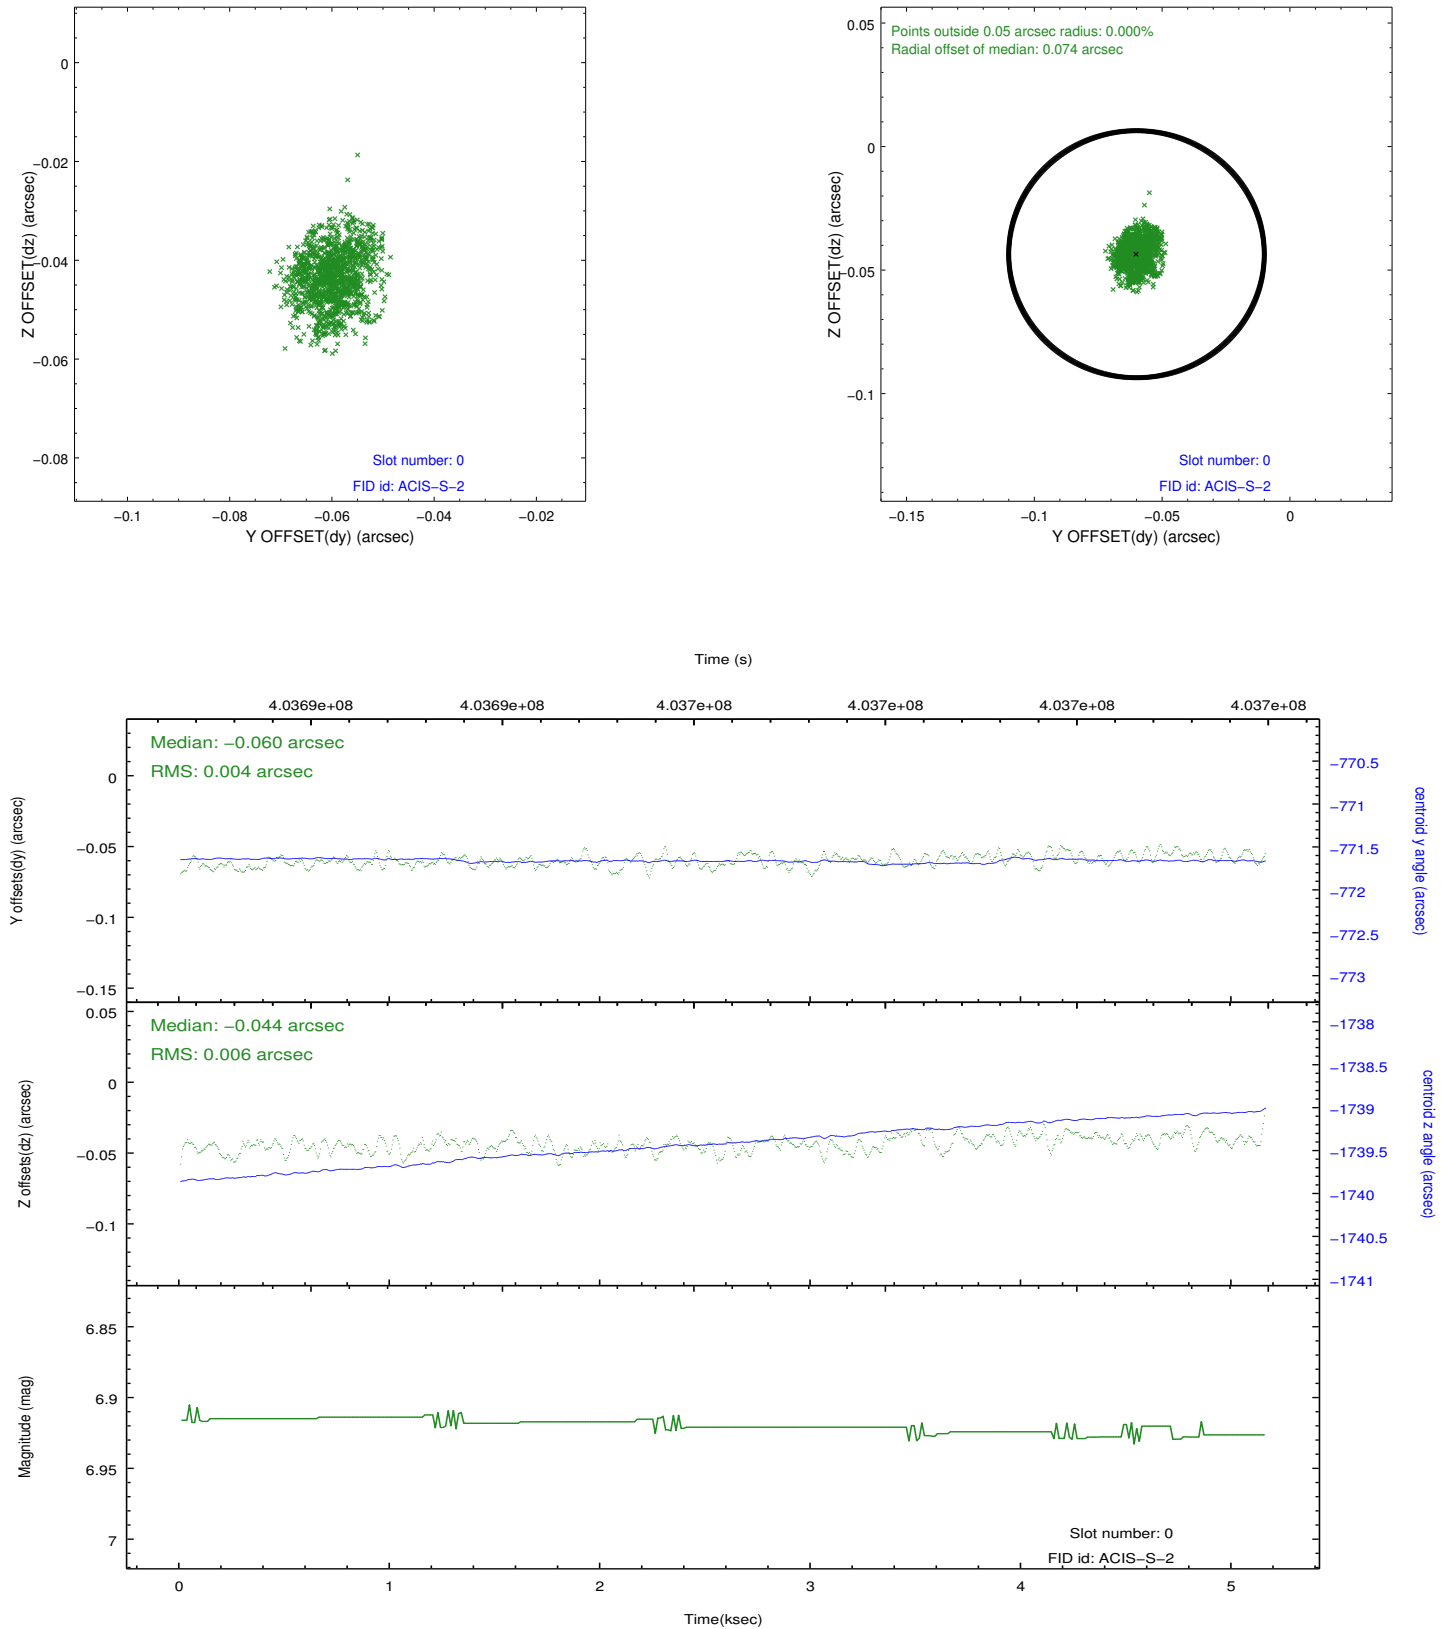 0
−0.02
−0.04
−0.06
−0.08
Z OFFSET(dz) (arcsec)
Slot number: 0
FID id: ACIS−S−2
−0.1
−0.08
−0.06
−0.04
−0.02
Y OFFSET(dy) (arcsec)
Points outside 0.05 arcsec radius: 0.000%
Radial offset of median: 0.074 arcsec
0.05
0
−0.05
−0.1
Z OFFSET(dz) (arcsec)
Slot number: 0
FID id: ACIS−S−2
−0.15
−0.1
−0.05
0
Y OFFSET(dy) (arcsec)
Time (s)
4.0369e+08
4.0369e+08
4.037e+08
4.037e+08
4.037e+08
4.037e+08
Median: −0.060 arcsec
RMS: 0.004 arcsec
0
−0.05
−0.1
−0.15
Y offsets(dy) (arcsec)
−770.5
−771
−771.5
−772
−772.5
−773
centroid y angle (arcsec)
Median: −0.044 arcsec
RMS: 0.006 arcsec
0.05
0
−0.05
−0.1
Z offsets(dz) (arcsec)
−1738
−1738.5
−1739
−1739.5
−1740
−1740.5
−1741
centroid z angle (arcsec)
6.85
6.9
6.95
7
Magnitude (mag)
Slot number: 0
FID id: ACIS−S−2
0
1
2
3
4
5
Time(ksec)